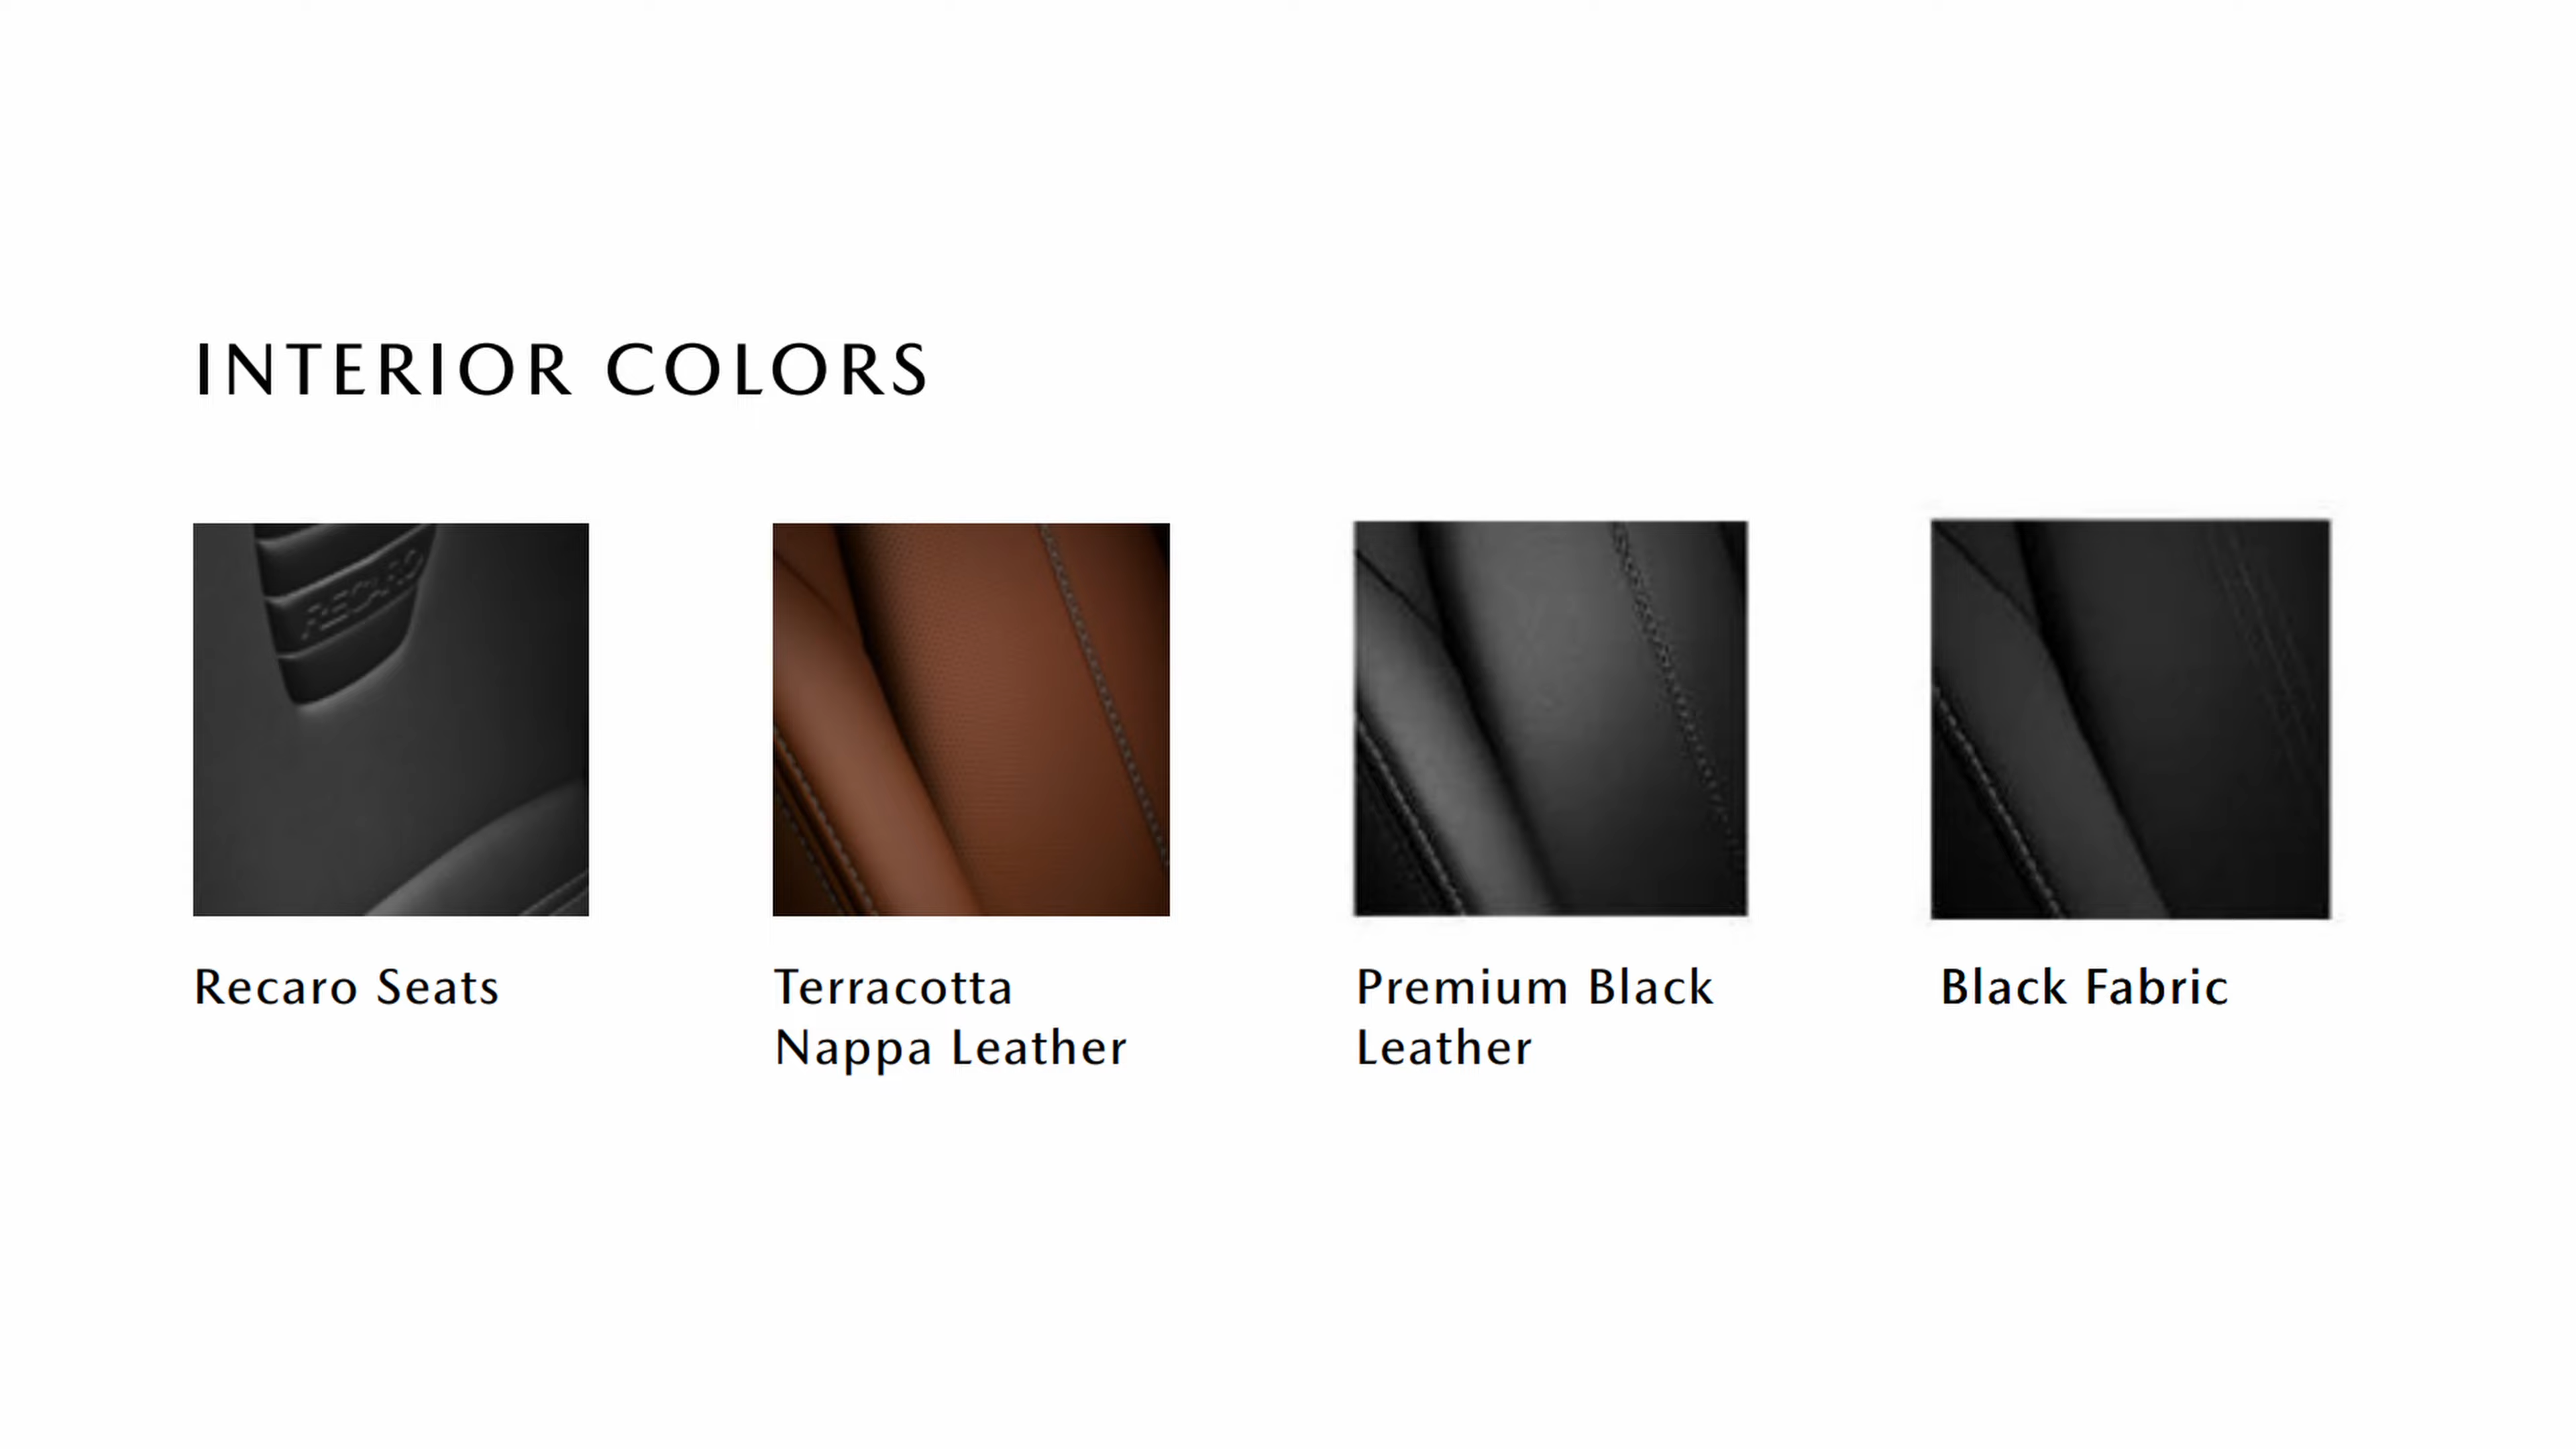 INTERIOR COLORS
RECARO
Recaro Seats
Terracotta
Nappa Leather
Premium Black
Leather
Black Fabric